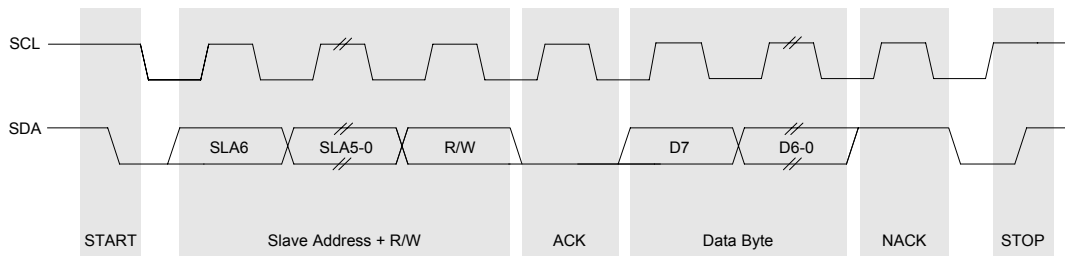 SCL
SDA
SLA6 SLA5-0 R/W D7 D6-0
START Slave Address + R/W ACK Data Byte NACK STOP